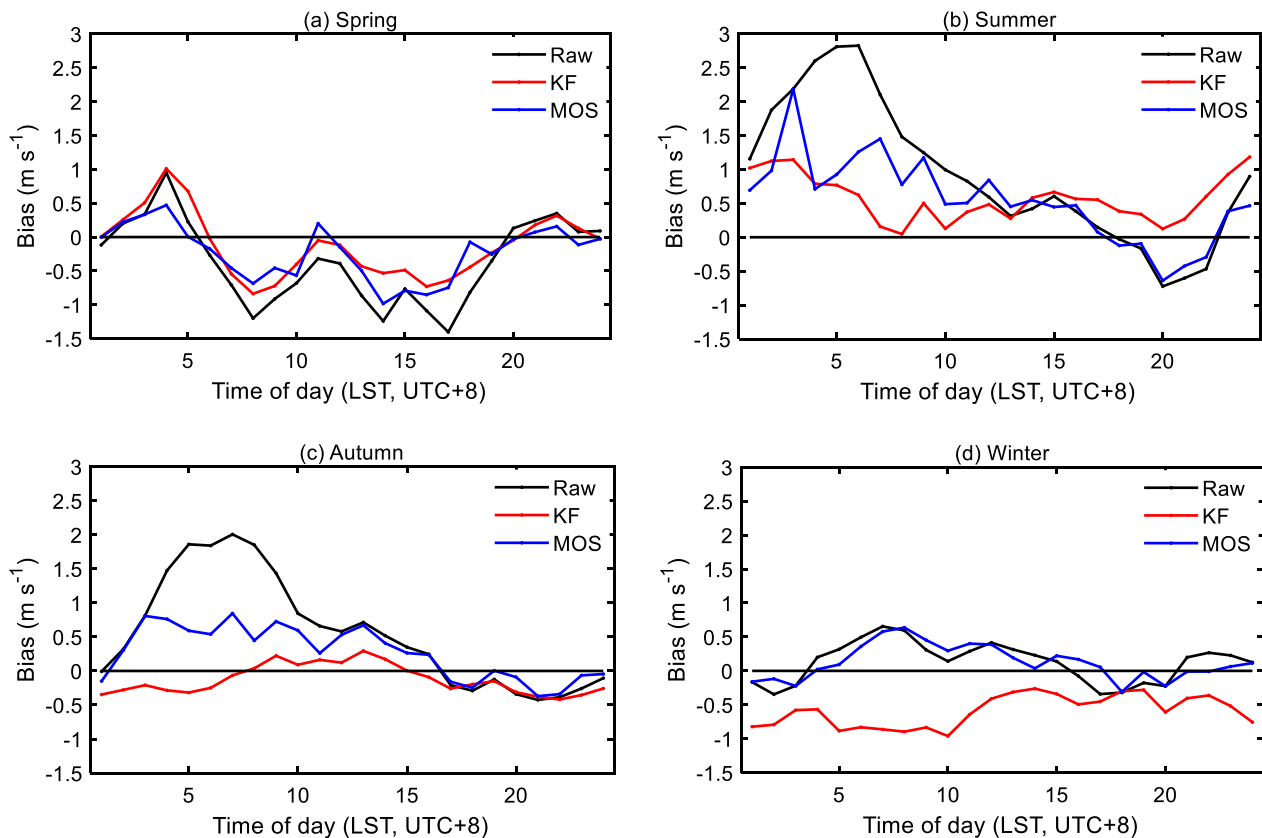 (a) Spring
3
2.5
2
1.5
1
0.5
0
-0.5
-1
-1.5
Bias (m s⁻¹)
Raw
KF
MOS
5
10
15
20
Time of day (LST, UTC+8)
(b) Summer
3
2.5
2
1.5
1
0.5
0
-0.5
-1
-1.5
Bias (m s⁻¹)
Raw
KF
MOS
5
10
15
20
Time of day (LST, UTC+8)
(c) Autumn
3
2.5
2
1.5
1
0.5
0
-0.5
-1
-1.5
Bias (m s⁻¹)
Raw
KF
MOS
5
10
15
20
Time of day (LST, UTC+8)
(d) Winter
3
2.5
2
1.5
1
0.5
0
-0.5
-1
-1.5
Bias (m s⁻¹)
Raw
KF
MOS
5
10
15
20
Time of day (LST, UTC+8)